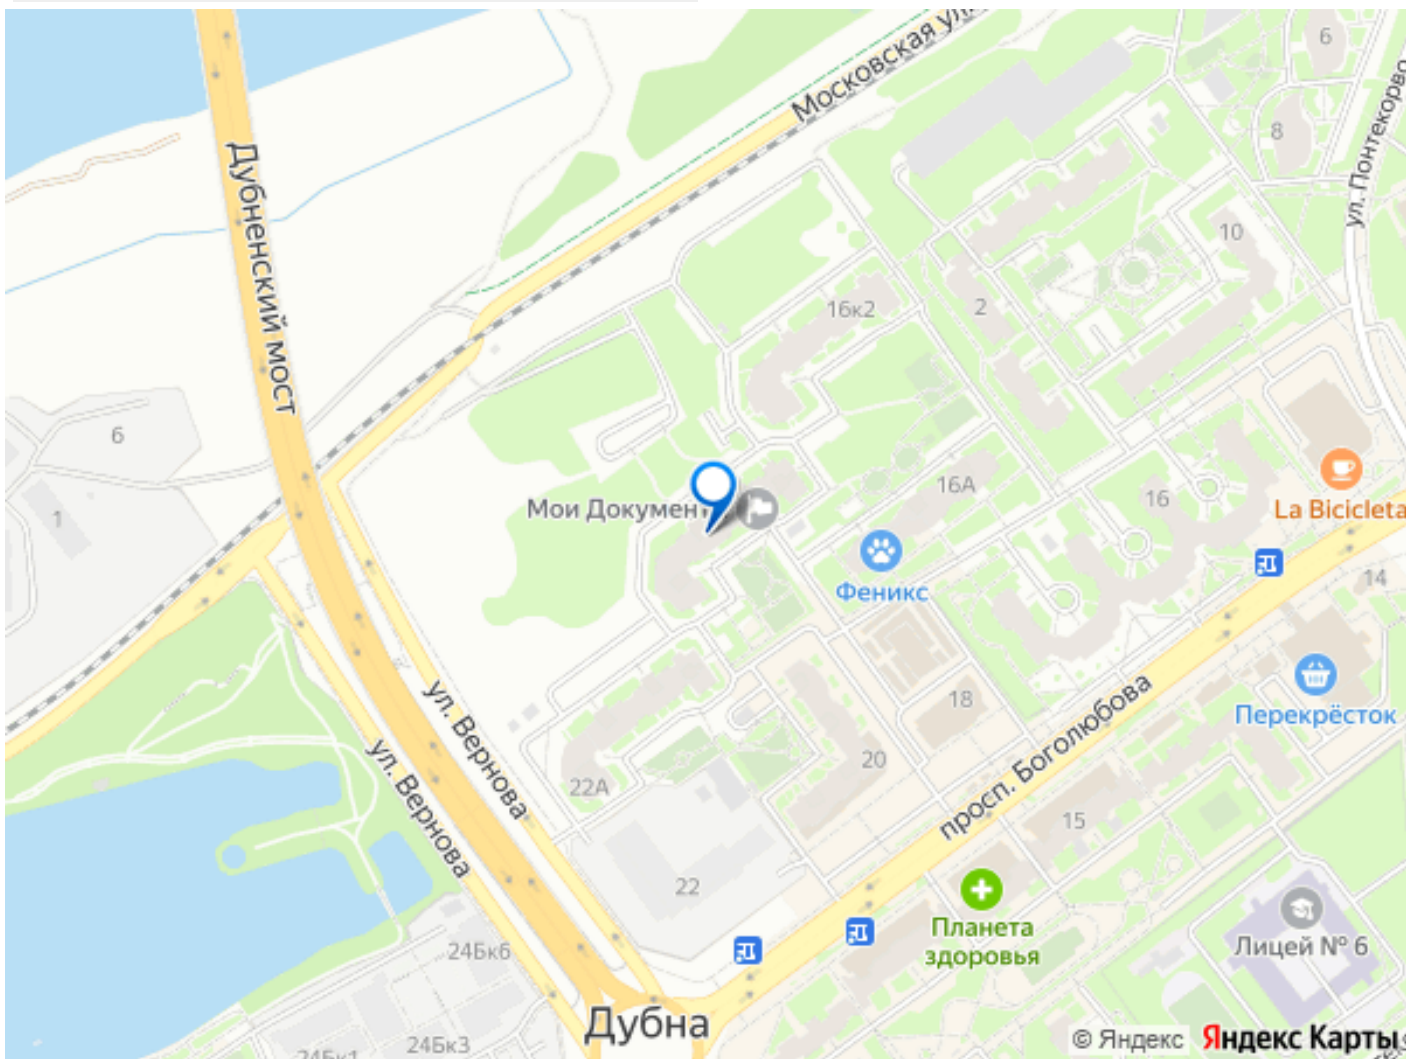 Московская ул.
6
8
ул. Понтекорво
Дубненский мост
10
16к2
2
6
1
Мои Документ
16А
16
La Bicicleta
Феникс
14
ул. Вернова
ул. Вернова
18
Перекрёсток
20
22А
просп. Боголюбова
15
22
Планета
здоровья
24Бк6
Лицей № 6
Дубна
24Бк3
24Бк1
© Яндекс Яндекс Карты